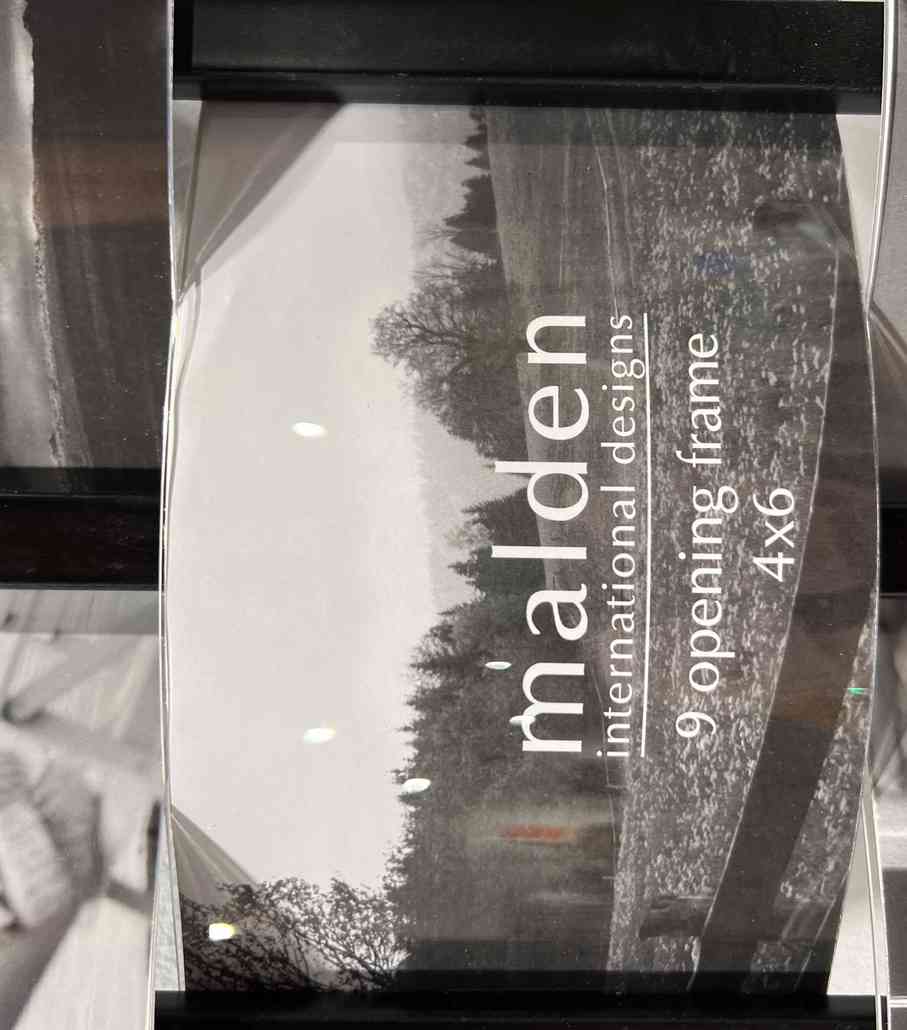 malden
international designs
9 opening frame
4x6